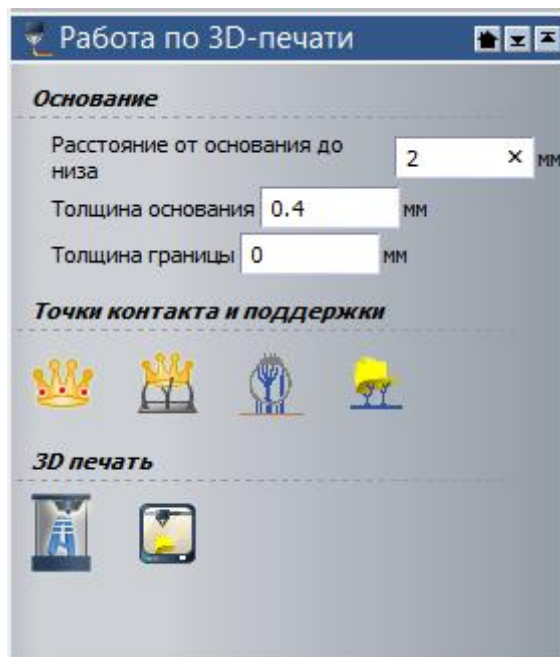 Работа по 3D-печати
Основание
Расстояние от основания до
низа
2
мм
Толщина основания 0.4 мм
Толщина границы 0 мм
Точки контакта и поддержки
3D печать